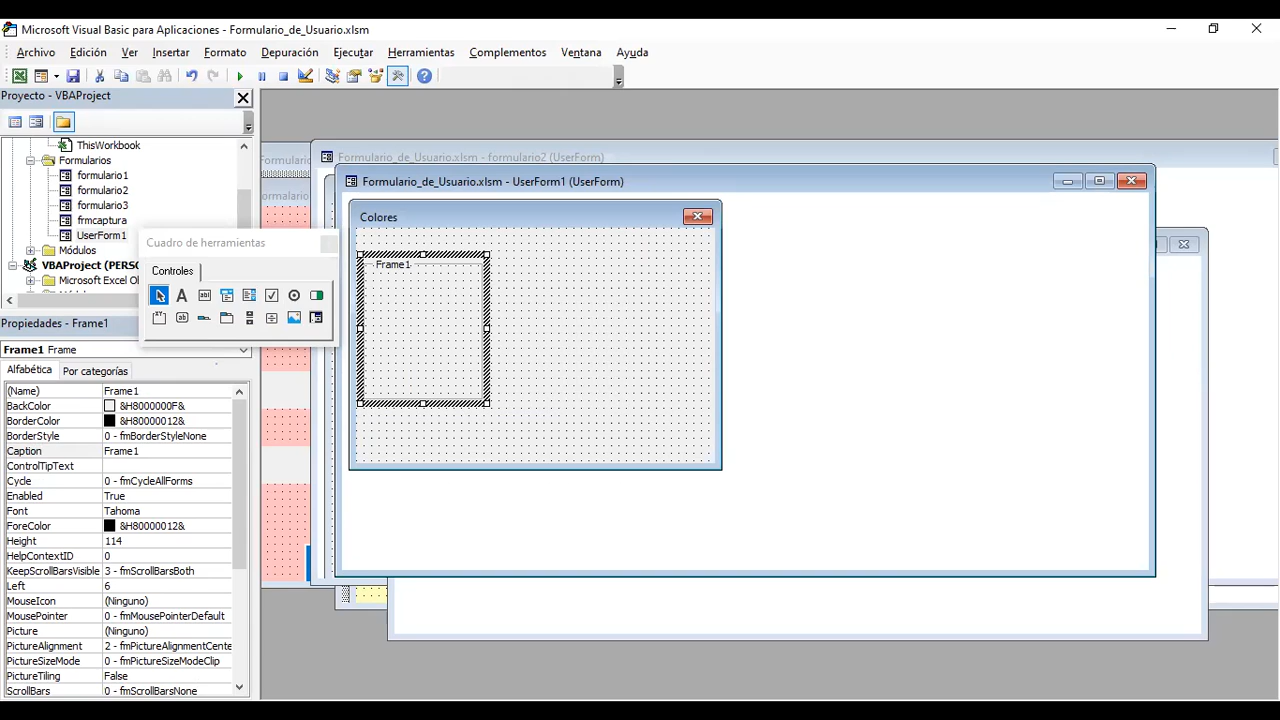 Microsoft Visual Basic para Aplicaciones - Formulario_de_Usuario.xlsm
Archivo Edición Ver Insertar Formato Depuración Ejecutar Herramientas Complementos Ventana Ayuda
Proyecto - VBAProject
ThisWorkbook
Formularios
formulario1
formulario2
formulario3
frmcaptura
UserForm1
Módulos
VBAProject (PERSO
Microsoft Excel Ob
Cuadro de herramientas
Controles
Propiedades - Frame1
Frame1 Frame
Alfabética Por categorías
(Name) Frame1
BackColor &H8000000F&
BorderColor &H80000012&
BorderStyle 0 - fmBorderStyleNone
Caption Frame1
ControlTipText
Cycle 0 - fmCycleAllForms
Enabled True
Font Tahoma
ForeColor &H80000012&
Height 114
HelpContextID 0
KeepScrollBarsVisible 3 - fmScrollBarsBoth
Left 6
MouseIcon (Ninguno)
MousePointer 0 - fmMousePointerDefault
Picture (Ninguno)
PictureAlignment 2 - fmPictureAlignmentCente
PictureSizeMode 0 - fmPictureSizeModeClip
PictureTiling False
ScrollBars 0 - fmScrollBarsNone
Formulario
formalario
Formulario_de_Usuario.xlsm - formulario2 (UserForm)
Formulario_de_Usuario.xlsm - UserForm1 (UserForm)
Colores
Frame1